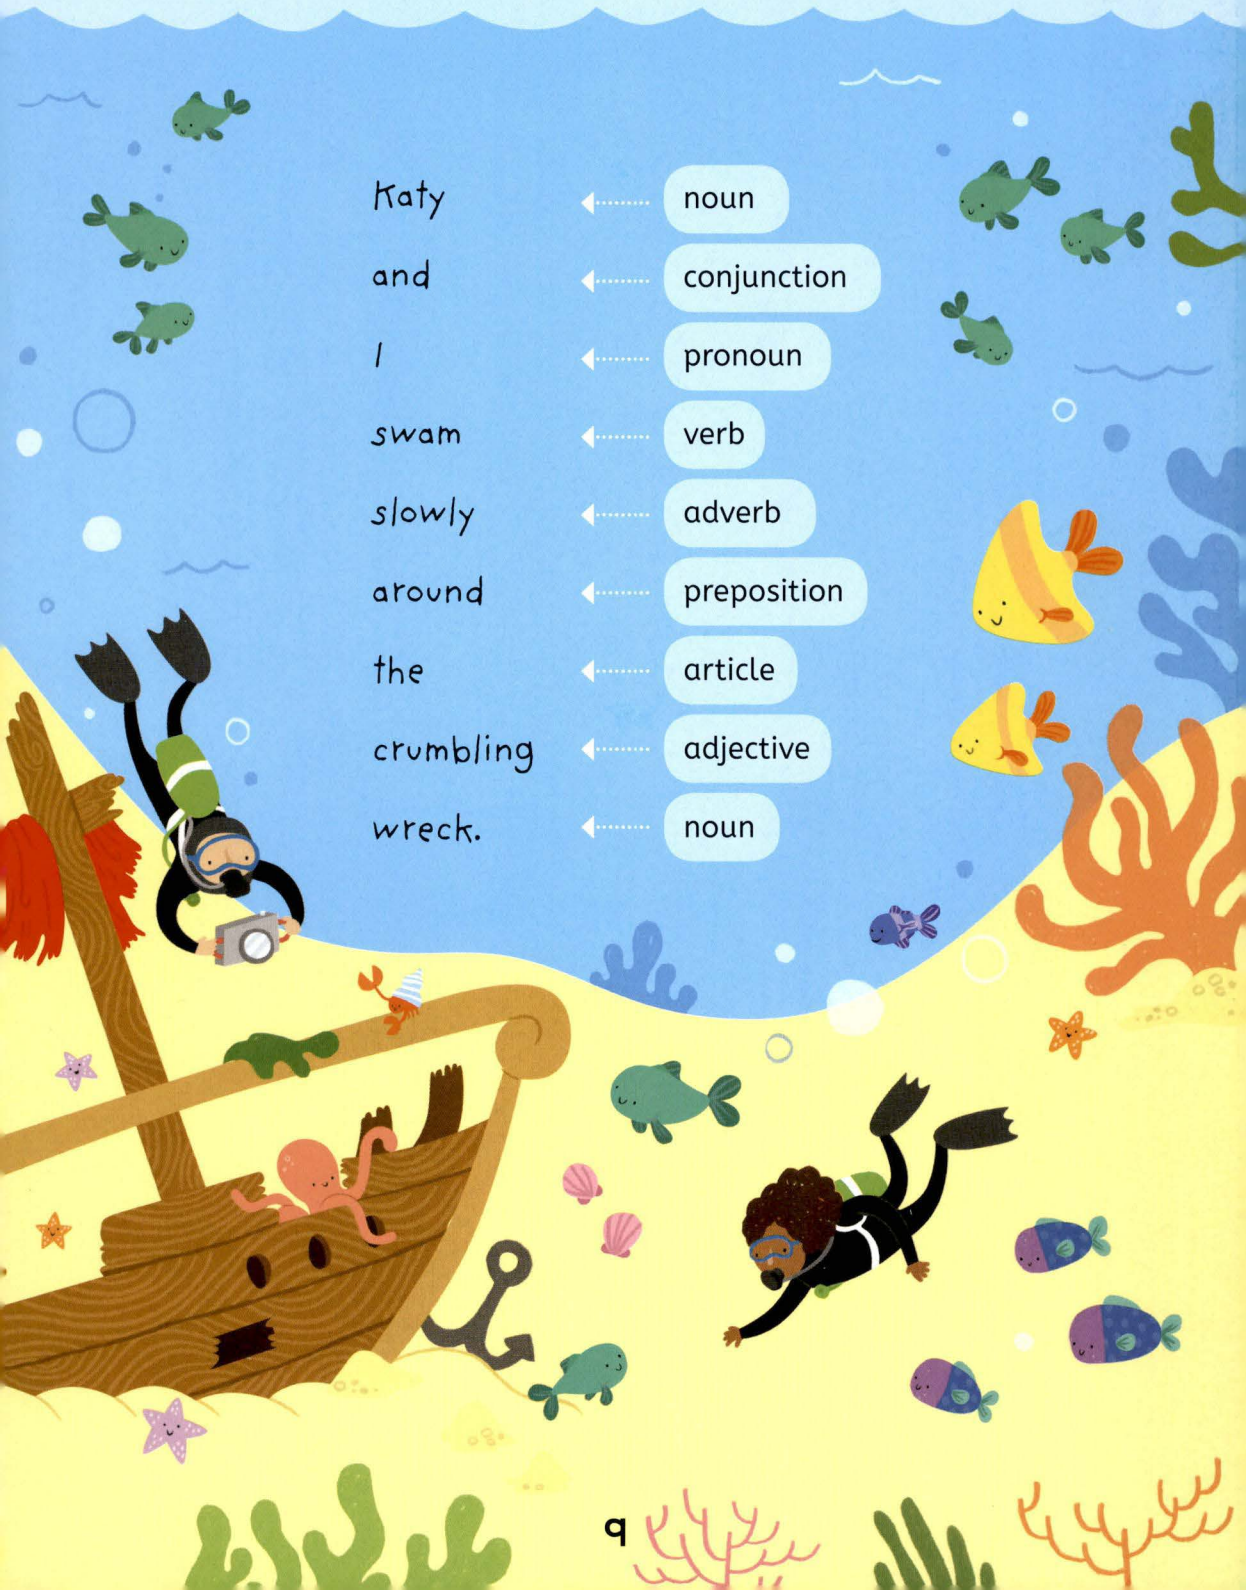 Katy noun
and conjunction
I pronoun
swam verb
slowly adverb
around preposition
the article
crumbling adjective
wreck. noun
9